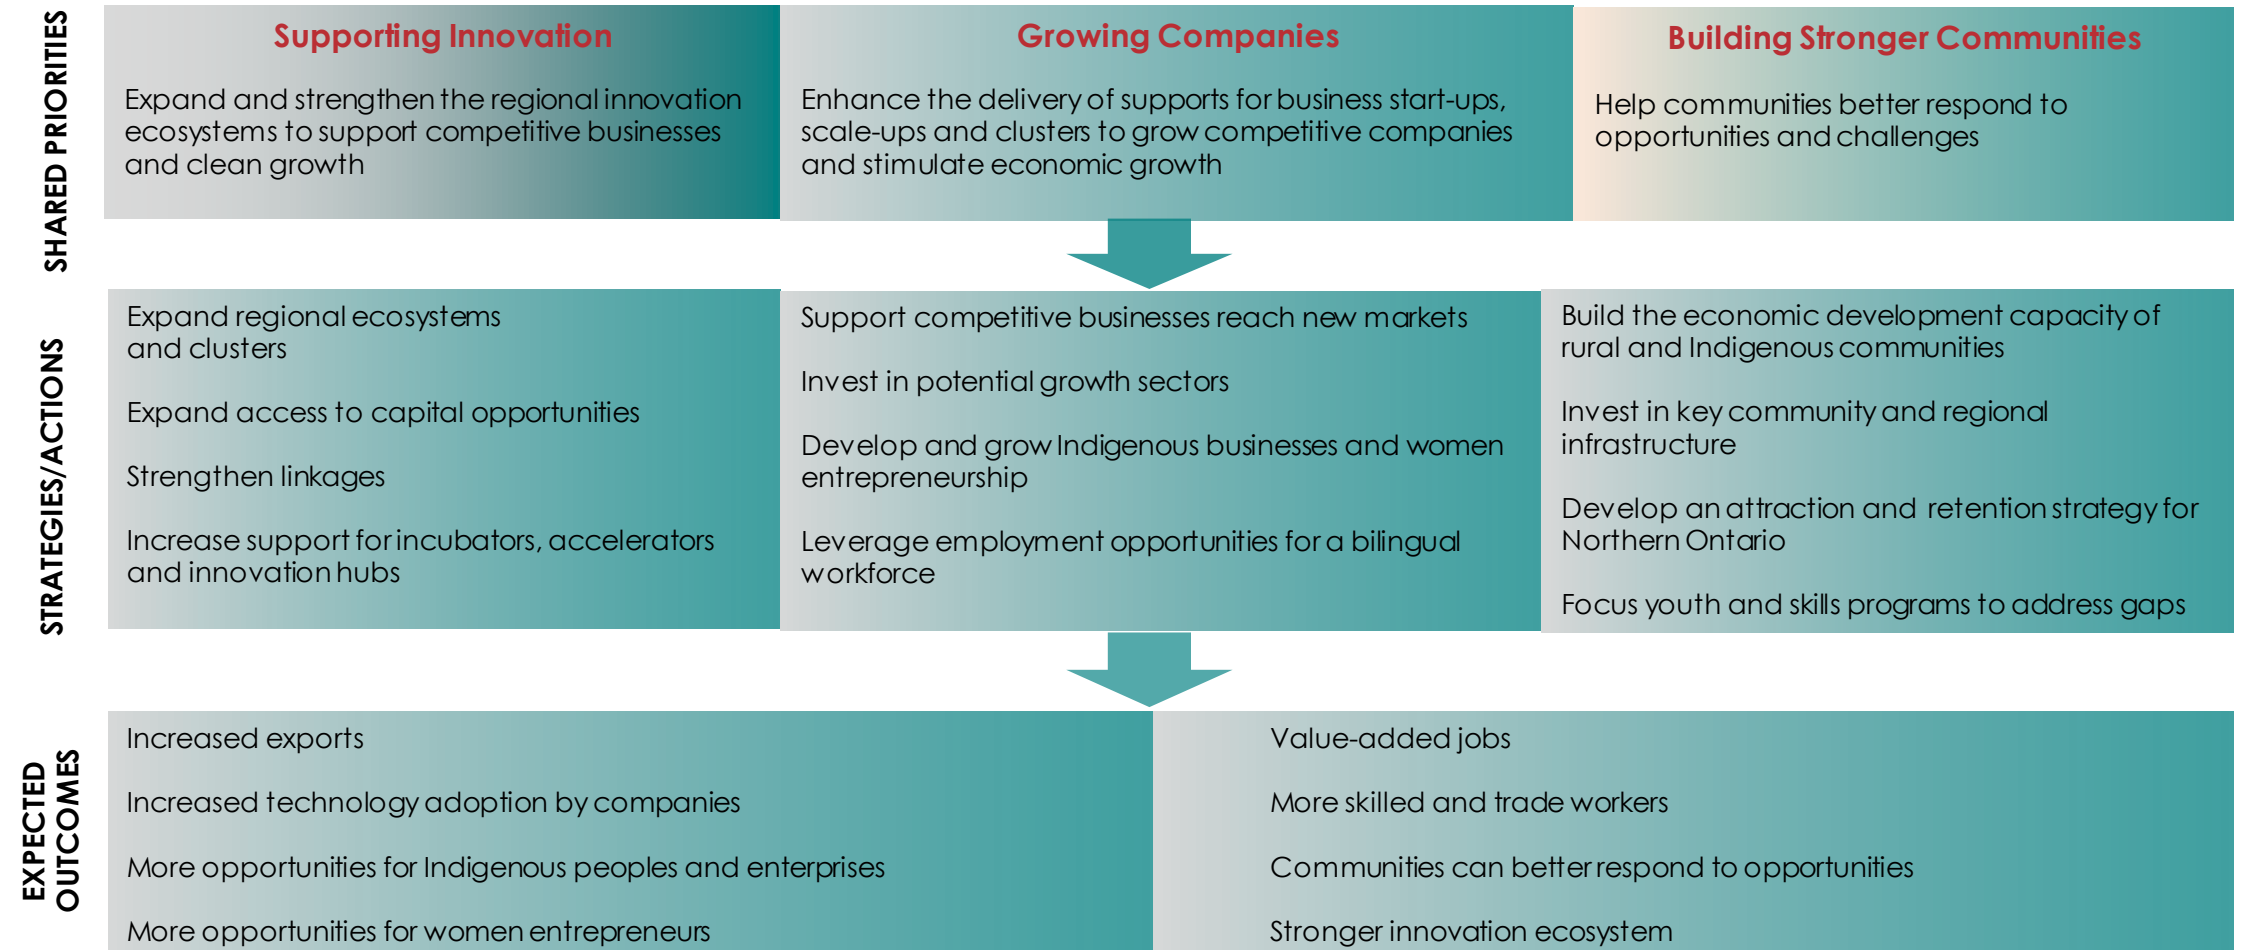 SHARED PRIORITIES
Supporting Innovation
Expand and strengthen the regional innovation
ecosystems to support competitive businesses
and clean growth
Growing Companies
Enhance the delivery of supports for business start-ups,
scale-ups and clusters to grow competitive companies
and stimulate economic growth
Building Stronger Communities
Help communities better respond to
opportunities and challenges
STRATEGIES/ACTIONS
Expand regional ecosystems
and clusters
Expand access to capital opportunities
Strengthen linkages
Increase support for incubators, accelerators
and innovation hubs
Support competitive businesses reach new markets
Invest in potential growth sectors
Develop and grow Indigenous businesses and women
entrepreneurship
Leverage employment opportunities for a bilingual
workforce
Build the economic development capacity of
rural and Indigenous communities
Invest in key community and regional
infrastructure
Develop an attraction and retention strategy for
Northern Ontario
Focus youth and skills programs to address gaps
EXPECTED
OUTCOMES
Increased exports
Increased technology adoption by companies
More opportunities for Indigenous peoples and enterprises
More opportunities for women entrepreneurs
Value-added jobs
More skilled and trade workers
Communities can better respond to opportunities
Stronger innovation ecosystem